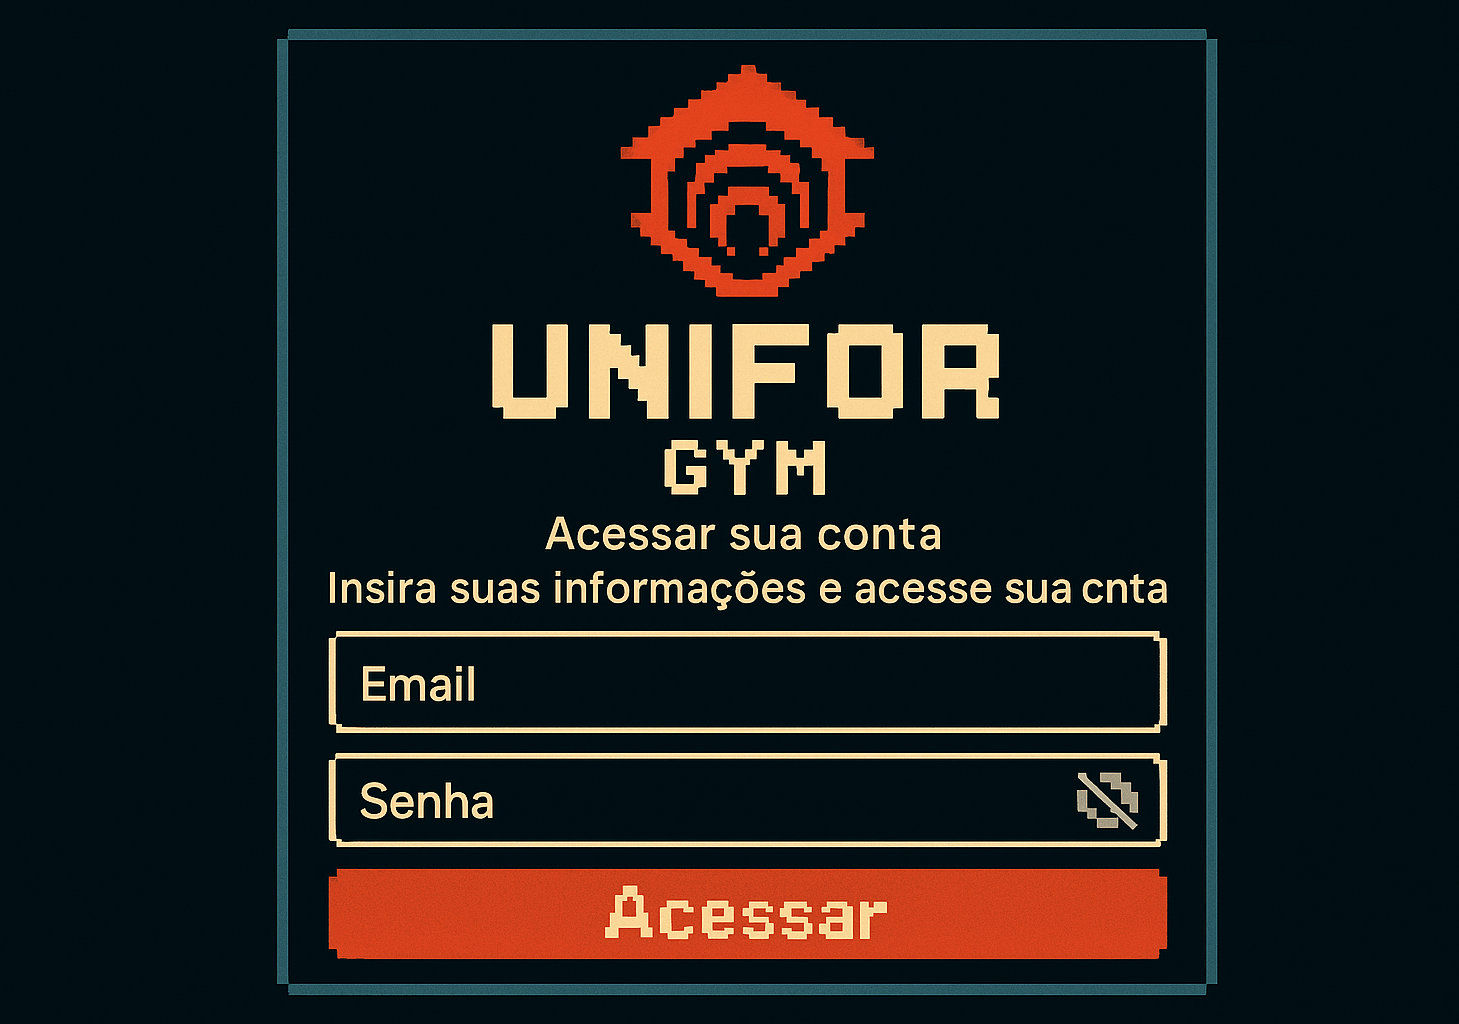 UNIFOR
GYM
Acessar sua conta
Insira suas informações e acesse sua cnta
Email
Senha
Acessar